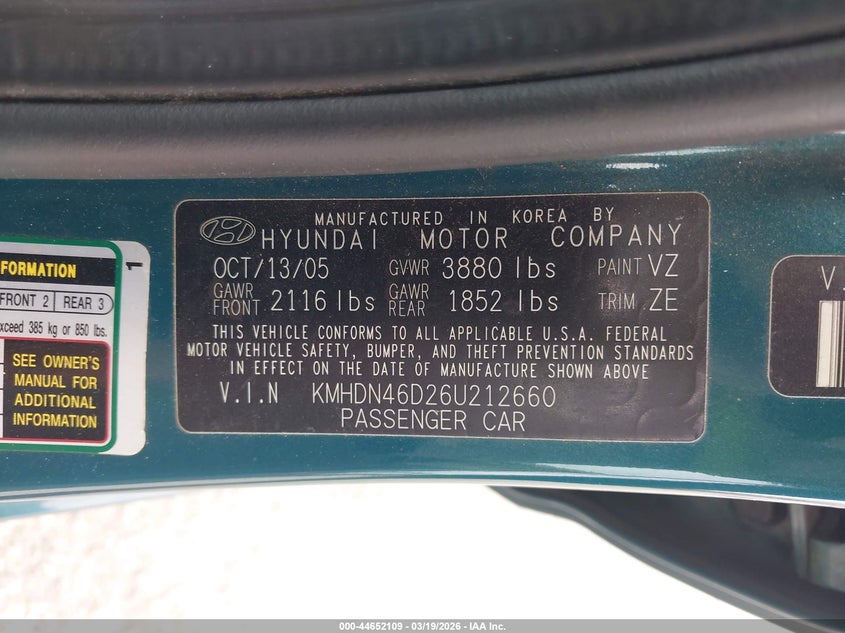 MANUFACTURED IN KOREA BY
HYUNDAI MOTOR COMPANY
OCT/13/05 GVWR 3880 lbs PAINT VZ
GAWR FRONT 2116 lbs GAWR REAR 1852 lbs TRIM ZE
THIS VEHICLE CONFORMS TO ALL APPLICABLE U.S.A. FEDERAL
MOTOR VEHICLE SAFETY, BUMPER, AND THEFT PREVENTION STANDARDS
IN EFFECT ON THE DATE OF MANUFACTURE SHOWN ABOVE
V.I.N KMHDN46D26U212660
PASSENGER CAR
FORMATION
FRONT 2 REAR 3
exceed 385 kg or 850 lbs.
SEE OWNER'S
MANUAL FOR
ADDITIONAL
INFORMATION
1
V.
000-44652109 - 03/19/2026 - IAA Inc.